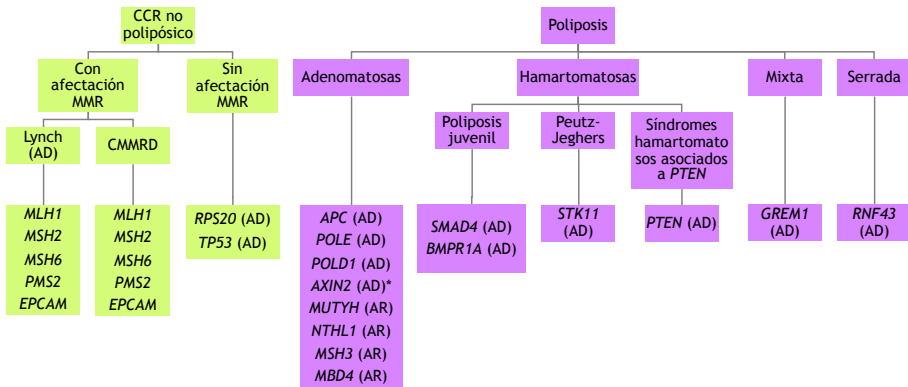 CCR no
polipósico
Poliposis
Con
afectación
MMR
Sin
afectación
MMR
Adenomatosas
Hamartomatosas
Mixta
Serrada
Lynch
(AD)
CMMRD
Poliposis
juvenil
Peutz-
Jeghers
Síndromes
hamartomato
sos asociados
a PTEN
MLH1
MSH2
MSH6
PMS2
EPCAM
MLH1
MSH2
MSH6
PMS2
EPCAM
RPS20 (AD)
TP53 (AD)
APC (AD)
POLE (AD)
POLD1 (AD)
AXIN2 (AD)*
MUTYH (AR)
NTHL1 (AR)
MSH3 (AR)
MBD4 (AR)
SMAD4 (AD)
BMPR1A (AD)
STK11
(AD)
PTEN (AD)
GREM1
(AD)
RNF43
(AD)